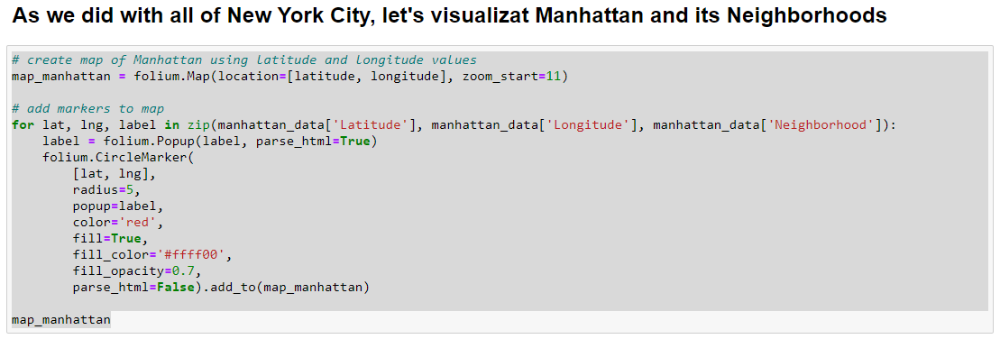 As we did with all of New York City, let's visualizat Manhattan and its Neighborhoods
# create map of Manhattan using latitude and longitude values
map_manhattan = folium.Map(location=[latitude, longitude], zoom_start=11)
# add markers to map
for lat, lng, label in zip(manhattan_data['Latitude'], manhattan_data['Longitude'], manhattan_data['Neighborhood']):
    label = folium.Popup(label, parse_html=True)
    folium.CircleMarker(
        [lat, lng],
        radius=5,
        popup=label,
        color='red',
        fill=True,
        fill_color='#ffff00',
        fill_opacity=0.7,
        parse_html=False).add_to(map_manhattan)
map_manhattan